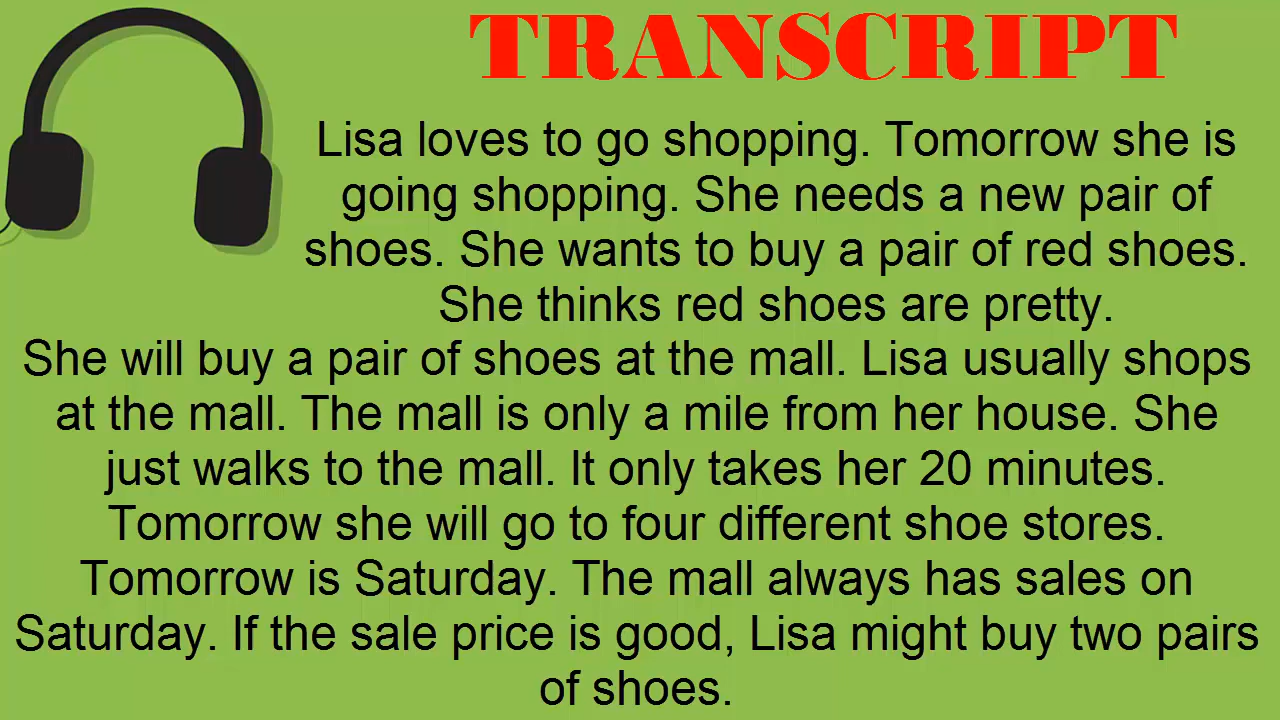 TRANSCRIPT
Lisa loves to go shopping. Tomorrow she is
going shopping. She needs a new pair of
shoes. She wants to buy a pair of red shoes.
She thinks red shoes are pretty.
She will buy a pair of shoes at the mall. Lisa usually shops
at the mall. The mall is only a mile from her house. She
just walks to the mall. It only takes her 20 minutes.
Tomorrow she will go to four different shoe stores.
Tomorrow is Saturday. The mall always has sales on
Saturday. If the sale price is good, Lisa might buy two pairs
of shoes.